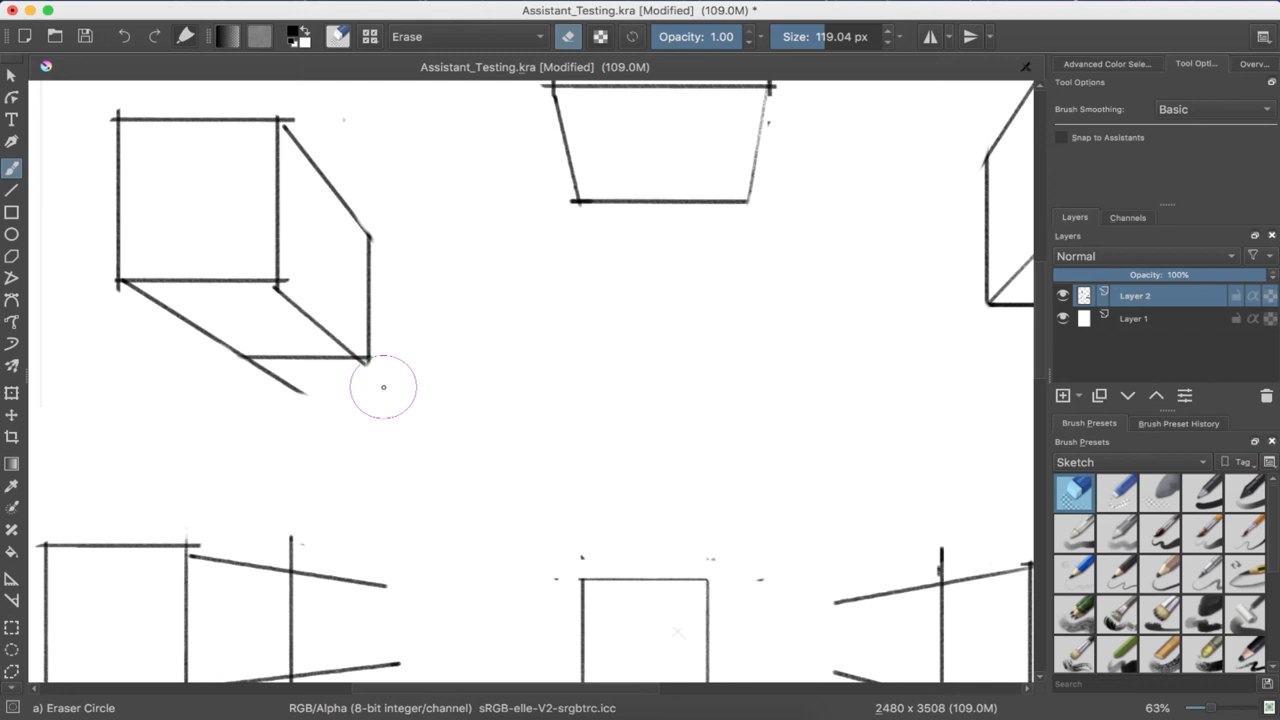 Assistant_Testing.kra [Modified] (109.0M) *
Erase
Opacity: 1.00
Size: 119.04 px
Assistant_Testing.kra [Modified] (109.0M)
Advanced Color Sele...
Tool Opti...
Overv...
Tool Options
Brush Smoothing:
Basic
Snap to Assistants
Layers
Channels
Layers
Normal
Opacity: 100%
Layer 2
Layer 1
Brush Presets
Brush Preset History
Brush Presets
Sketch
Tag
Search
a) Eraser Circle
RGB/Alpha (8-bit integer/channel) sRGB-elle-V2-srgbtrc.icc
2480 x 3508 (109.0M)
63%